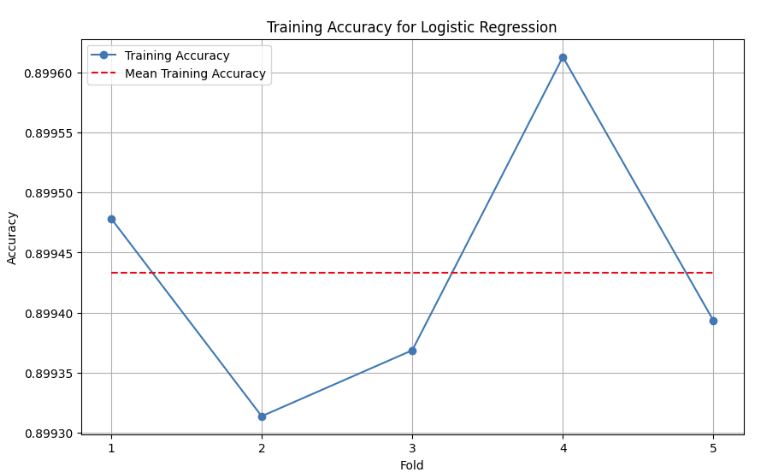 Training Accuracy for Logistic Regression
Training Accuracy
Mean Training Accuracy
0.89960
0.89955
0.89950
0.89945
0.89940
0.89935
0.89930
Accuracy
1 2 3 4 5
Fold